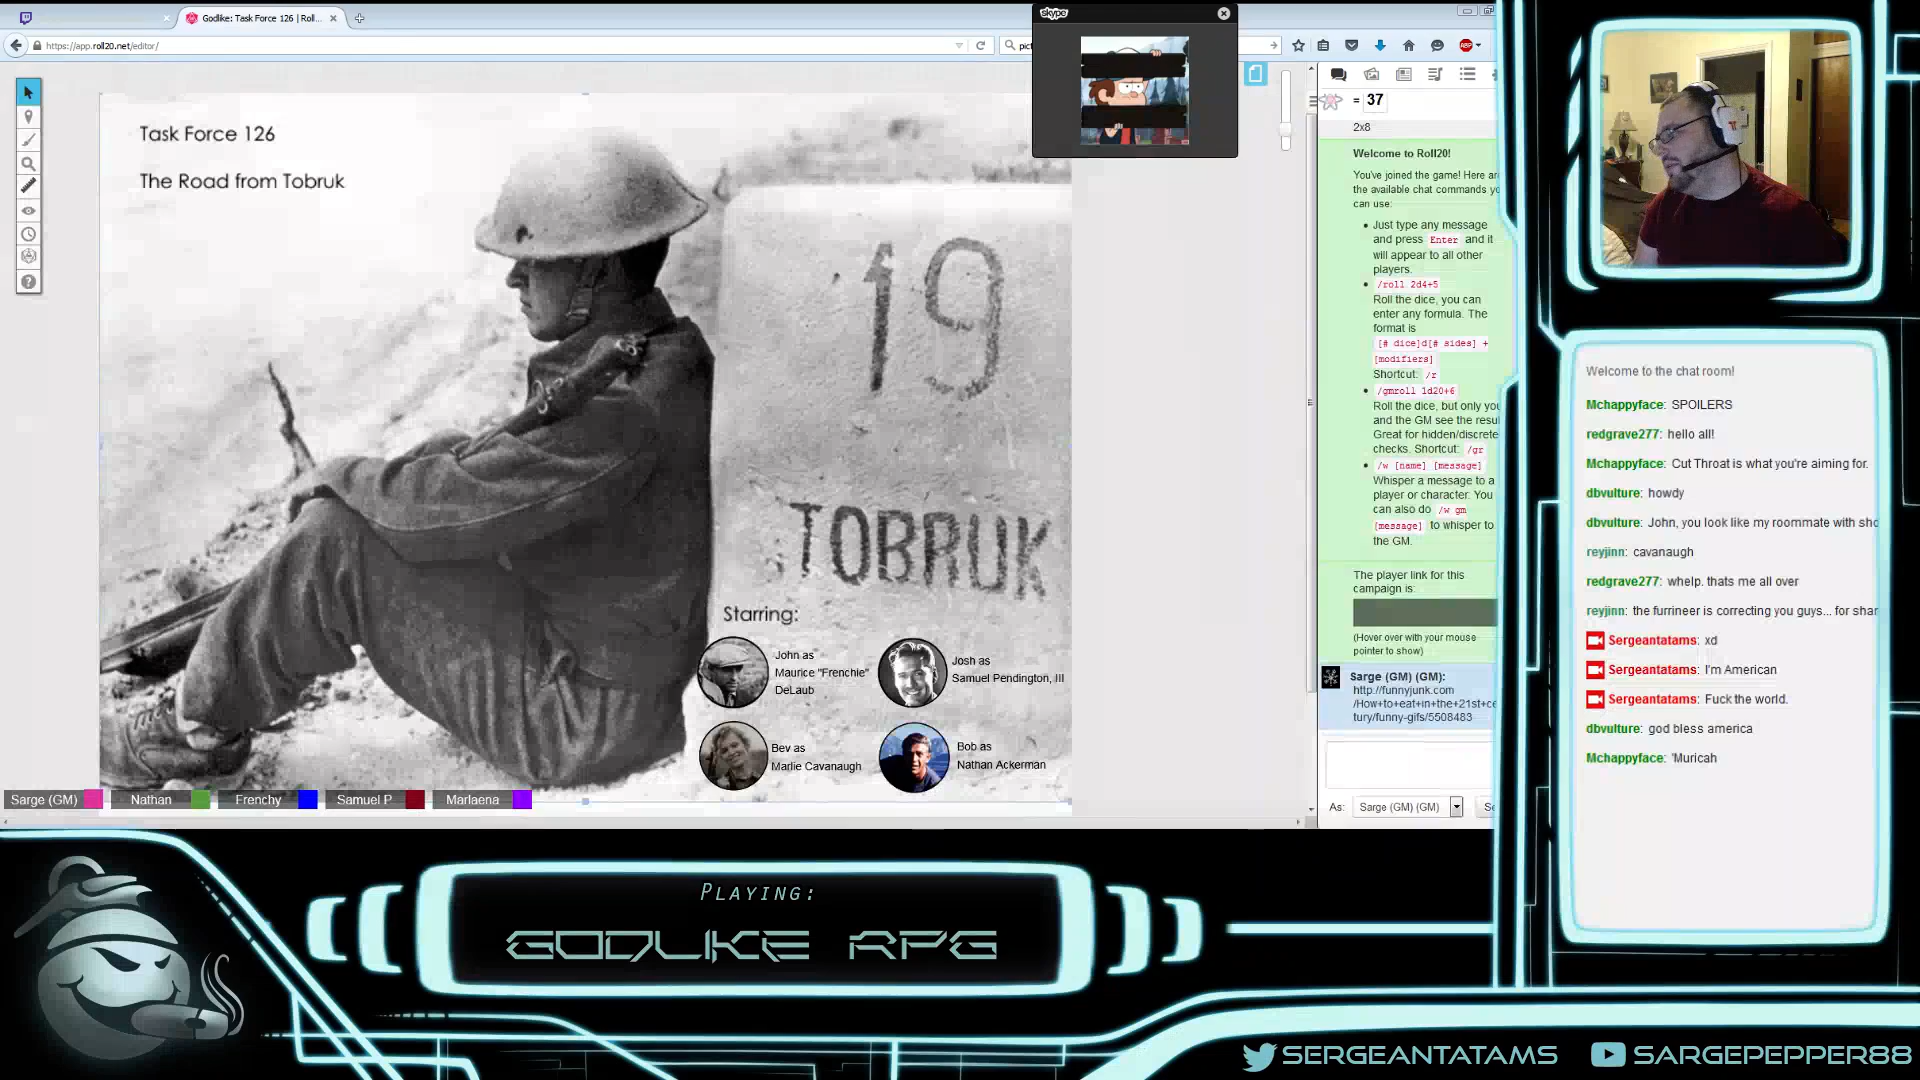 Godlike: Task Force 126 | Roll...
https://app.roll20.net/editor/
pict
skype
Task Force 126
The Road from Tobruk
19
TOBRUK
Starring:
John as
Maurice "Frenchie"
DeLaub
Josh as
Samuel Pendington, III
Bev as
Marlie Cavanaugh
Bob as
Nathan Ackerman
Sarge (GM)
Nathan
Frenchy
Samuel P
Marlaena
= 37
2x8
Welcome to Roll20!
You've joined the game! Here are
the available chat commands yo
can use:
Just type any message
and press Enter and it
will appear to all other
players.
/roll 2d4+5
Roll the dice, you can
enter any formula. The
format is
[# dice]d[# sides] +
[modifiers]
Shortcut: /r
/gmroll 1d20+6
Roll the dice, but only you
and the GM see the resul
Great for hidden/discrete
checks. Shortcut: /gr
/w [name] [message]
Whisper a message to a
player or character. You
can also do /w gm
[message] to whisper to
the GM.
The player link for this
campaign is:
(Hover over with your mouse
pointer to show)
Sarge (GM) (GM):
http://funnyjunk.com
/How+to+eat+in+the+21st+ce
tury/funny-gifs/5508483
As: Sarge (GM) (GM) Se
Welcome to the chat room!
Mchappyface: SPOILERS
redgrave277: hello all!
Mchappyface: Cut Throat is what you're aiming for.
dbvulture: howdy
dbvulture: John, you look like my roommate with sho
reyjinn: cavanaugh
redgrave277: whelp. thats me all over
reyjinn: the furrineer is correcting you guys... for shar
Sergeantatams: xd
Sergeantatams: I'm American
Sergeantatams: Fuck the world.
dbvulture: god bless america
Mchappyface: 'Muricah
PLAYING:
GODLIKE RPG
SERGEANTATAMS
SARGEPEPPER88